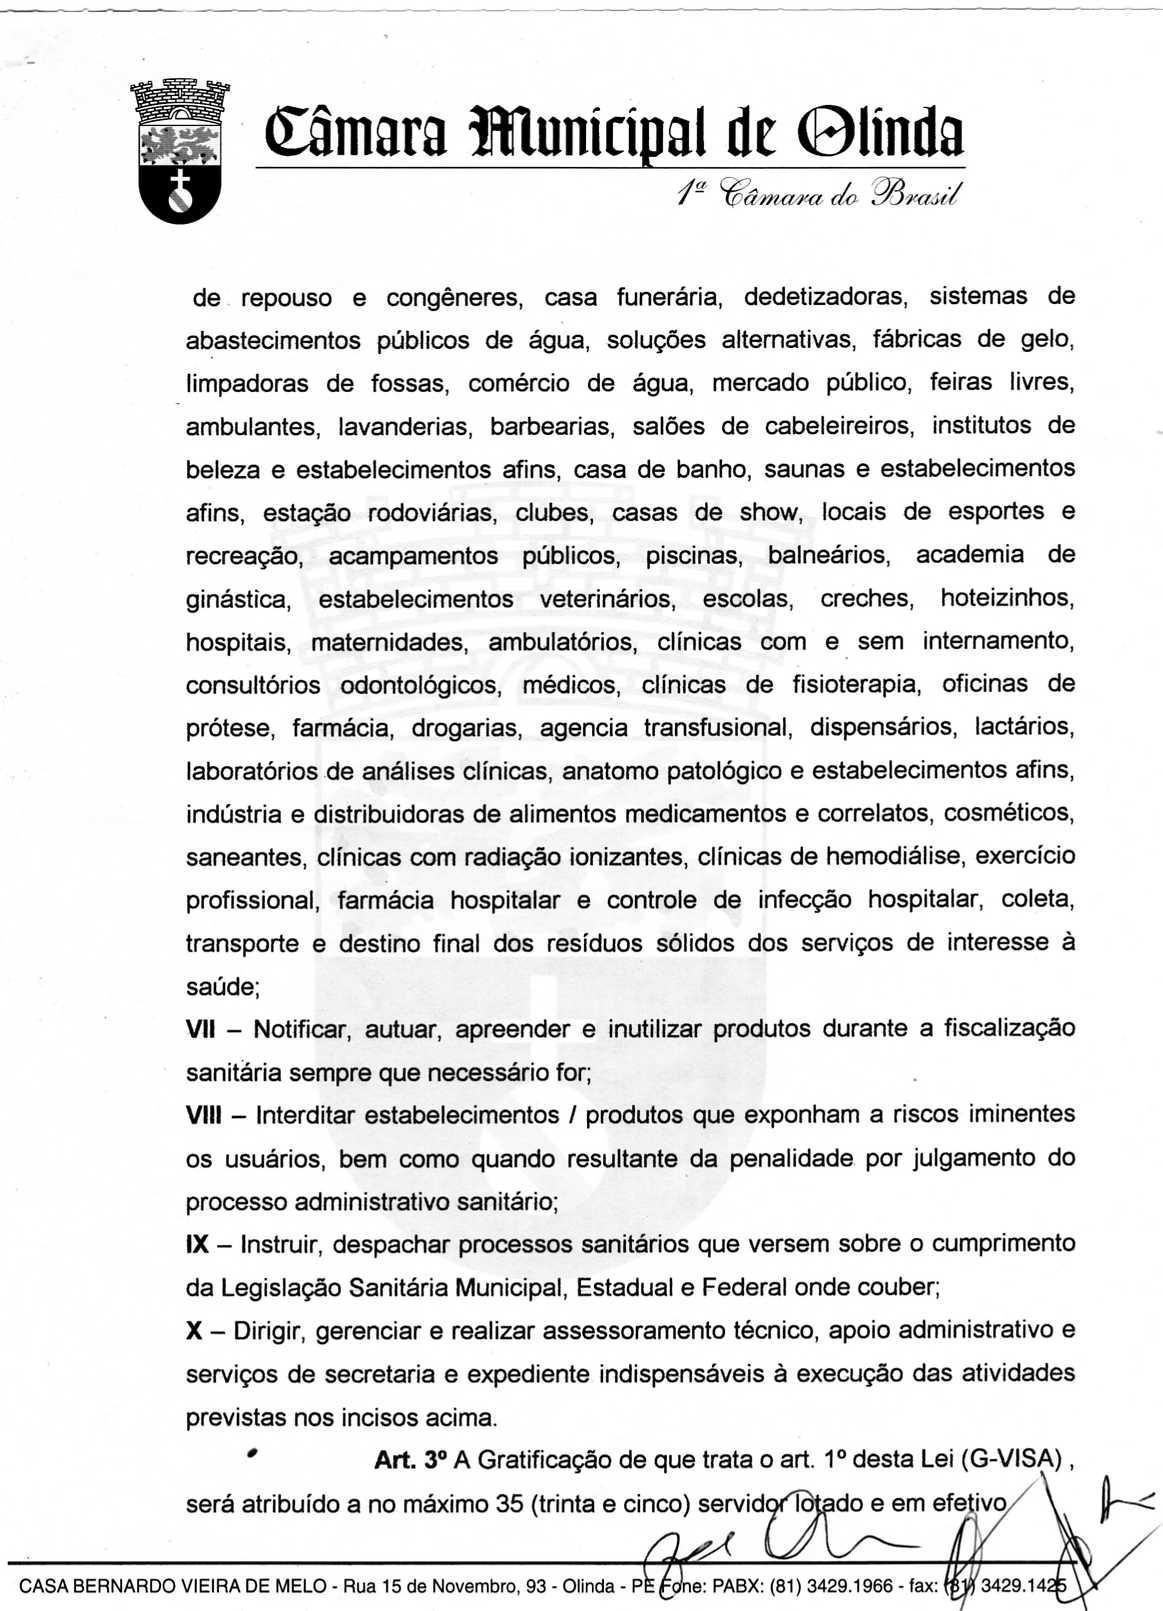 Câmara Municipal de Olinda
1ª Câmara do Brasil
de repouso e congêneres, casa funerária, dedetizadoras, sistemas de
abastecimentos públicos de água, soluções alternativas, fábricas de gelo,
limpadoras de fossas, comércio de água, mercado público, feiras livres,
ambulantes, lavanderias, barbearias, salões de cabeleireiros, institutos de
beleza e estabelecimentos afins, casa de banho, saunas e estabelecimentos
afins, estação rodoviárias, clubes, casas de show, locais de esportes e
recreação, acampamentos públicos, piscinas, balneários, academia de
ginástica, estabelecimentos veterinários, escolas, creches, hoteizinhos,
hospitais, maternidades, ambulatórios, clínicas com e sem internamento,
consultórios odontológicos, médicos, clínicas de fisioterapia, oficinas de
prótese, farmácia, drogarias, agencia transfusional, dispensários, lactários,
laboratórios de análises clínicas, anatomo patológico e estabelecimentos afins,
indústria e distribuidoras de alimentos medicamentos e correlatos, cosméticos,
saneantes, clínicas com radiação ionizantes, clínicas de hemodiálise, exercício
profissional, farmácia hospitalar e controle de infecção hospitalar, coleta,
transporte e destino final dos resíduos sólidos dos serviços de interesse à
saúde;
VII – Notificar, autuar, apreender e inutilizar produtos durante a fiscalização
sanitária sempre que necessário for;
VIII – Interditar estabelecimentos / produtos que exponham a riscos iminentes
os usuários, bem como quando resultante da penalidade por julgamento do
processo administrativo sanitário;
IX – Instruir, despachar processos sanitários que versem sobre o cumprimento
da Legislação Sanitária Municipal, Estadual e Federal onde couber;
X – Dirigir, gerenciar e realizar assessoramento técnico, apoio administrativo e
serviços de secretaria e expediente indispensáveis à execução das atividades
previstas nos incisos acima.
Art. 3º A Gratificação de que trata o art. 1º desta Lei (G-VISA) ,
será atribuído a no máximo 35 (trinta e cinco) servidor lotado e em efetivo
CASA BERNARDO VIEIRA DE MELO - Rua 15 de Novembro, 93 - Olinda - PE Fone: PABX: (81) 3429.1966 - fax: (81) 3429.1425